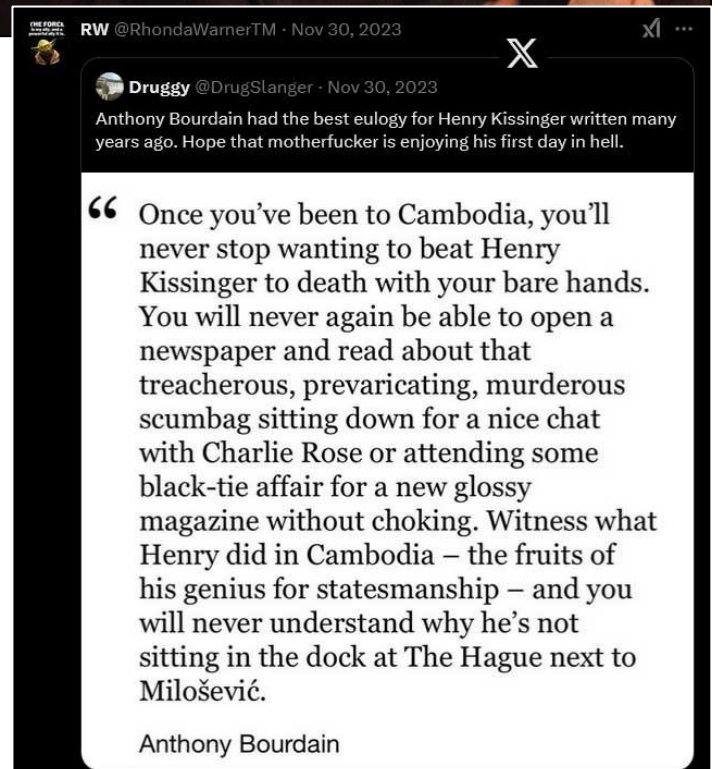 THE FORCE
RW @RhondaWarnerTM · Nov 30, 2023
Druggy @DrugSlanger · Nov 30, 2023
Anthony Bourdain had the best eulogy for Henry Kissinger written many
years ago. Hope that motherfucker is enjoying his first day in hell.
“ Once you’ve been to Cambodia, you’ll
never stop wanting to beat Henry
Kissinger to death with your bare hands.
You will never again be able to open a
newspaper and read about that
treacherous, prevaricating, murderous
scumbag sitting down for a nice chat
with Charlie Rose or attending some
black-tie affair for a new glossy
magazine without choking. Witness what
Henry did in Cambodia – the fruits of
his genius for statesmanship – and you
will never understand why he’s not
sitting in the dock at The Hague next to
Milošević.
Anthony Bourdain